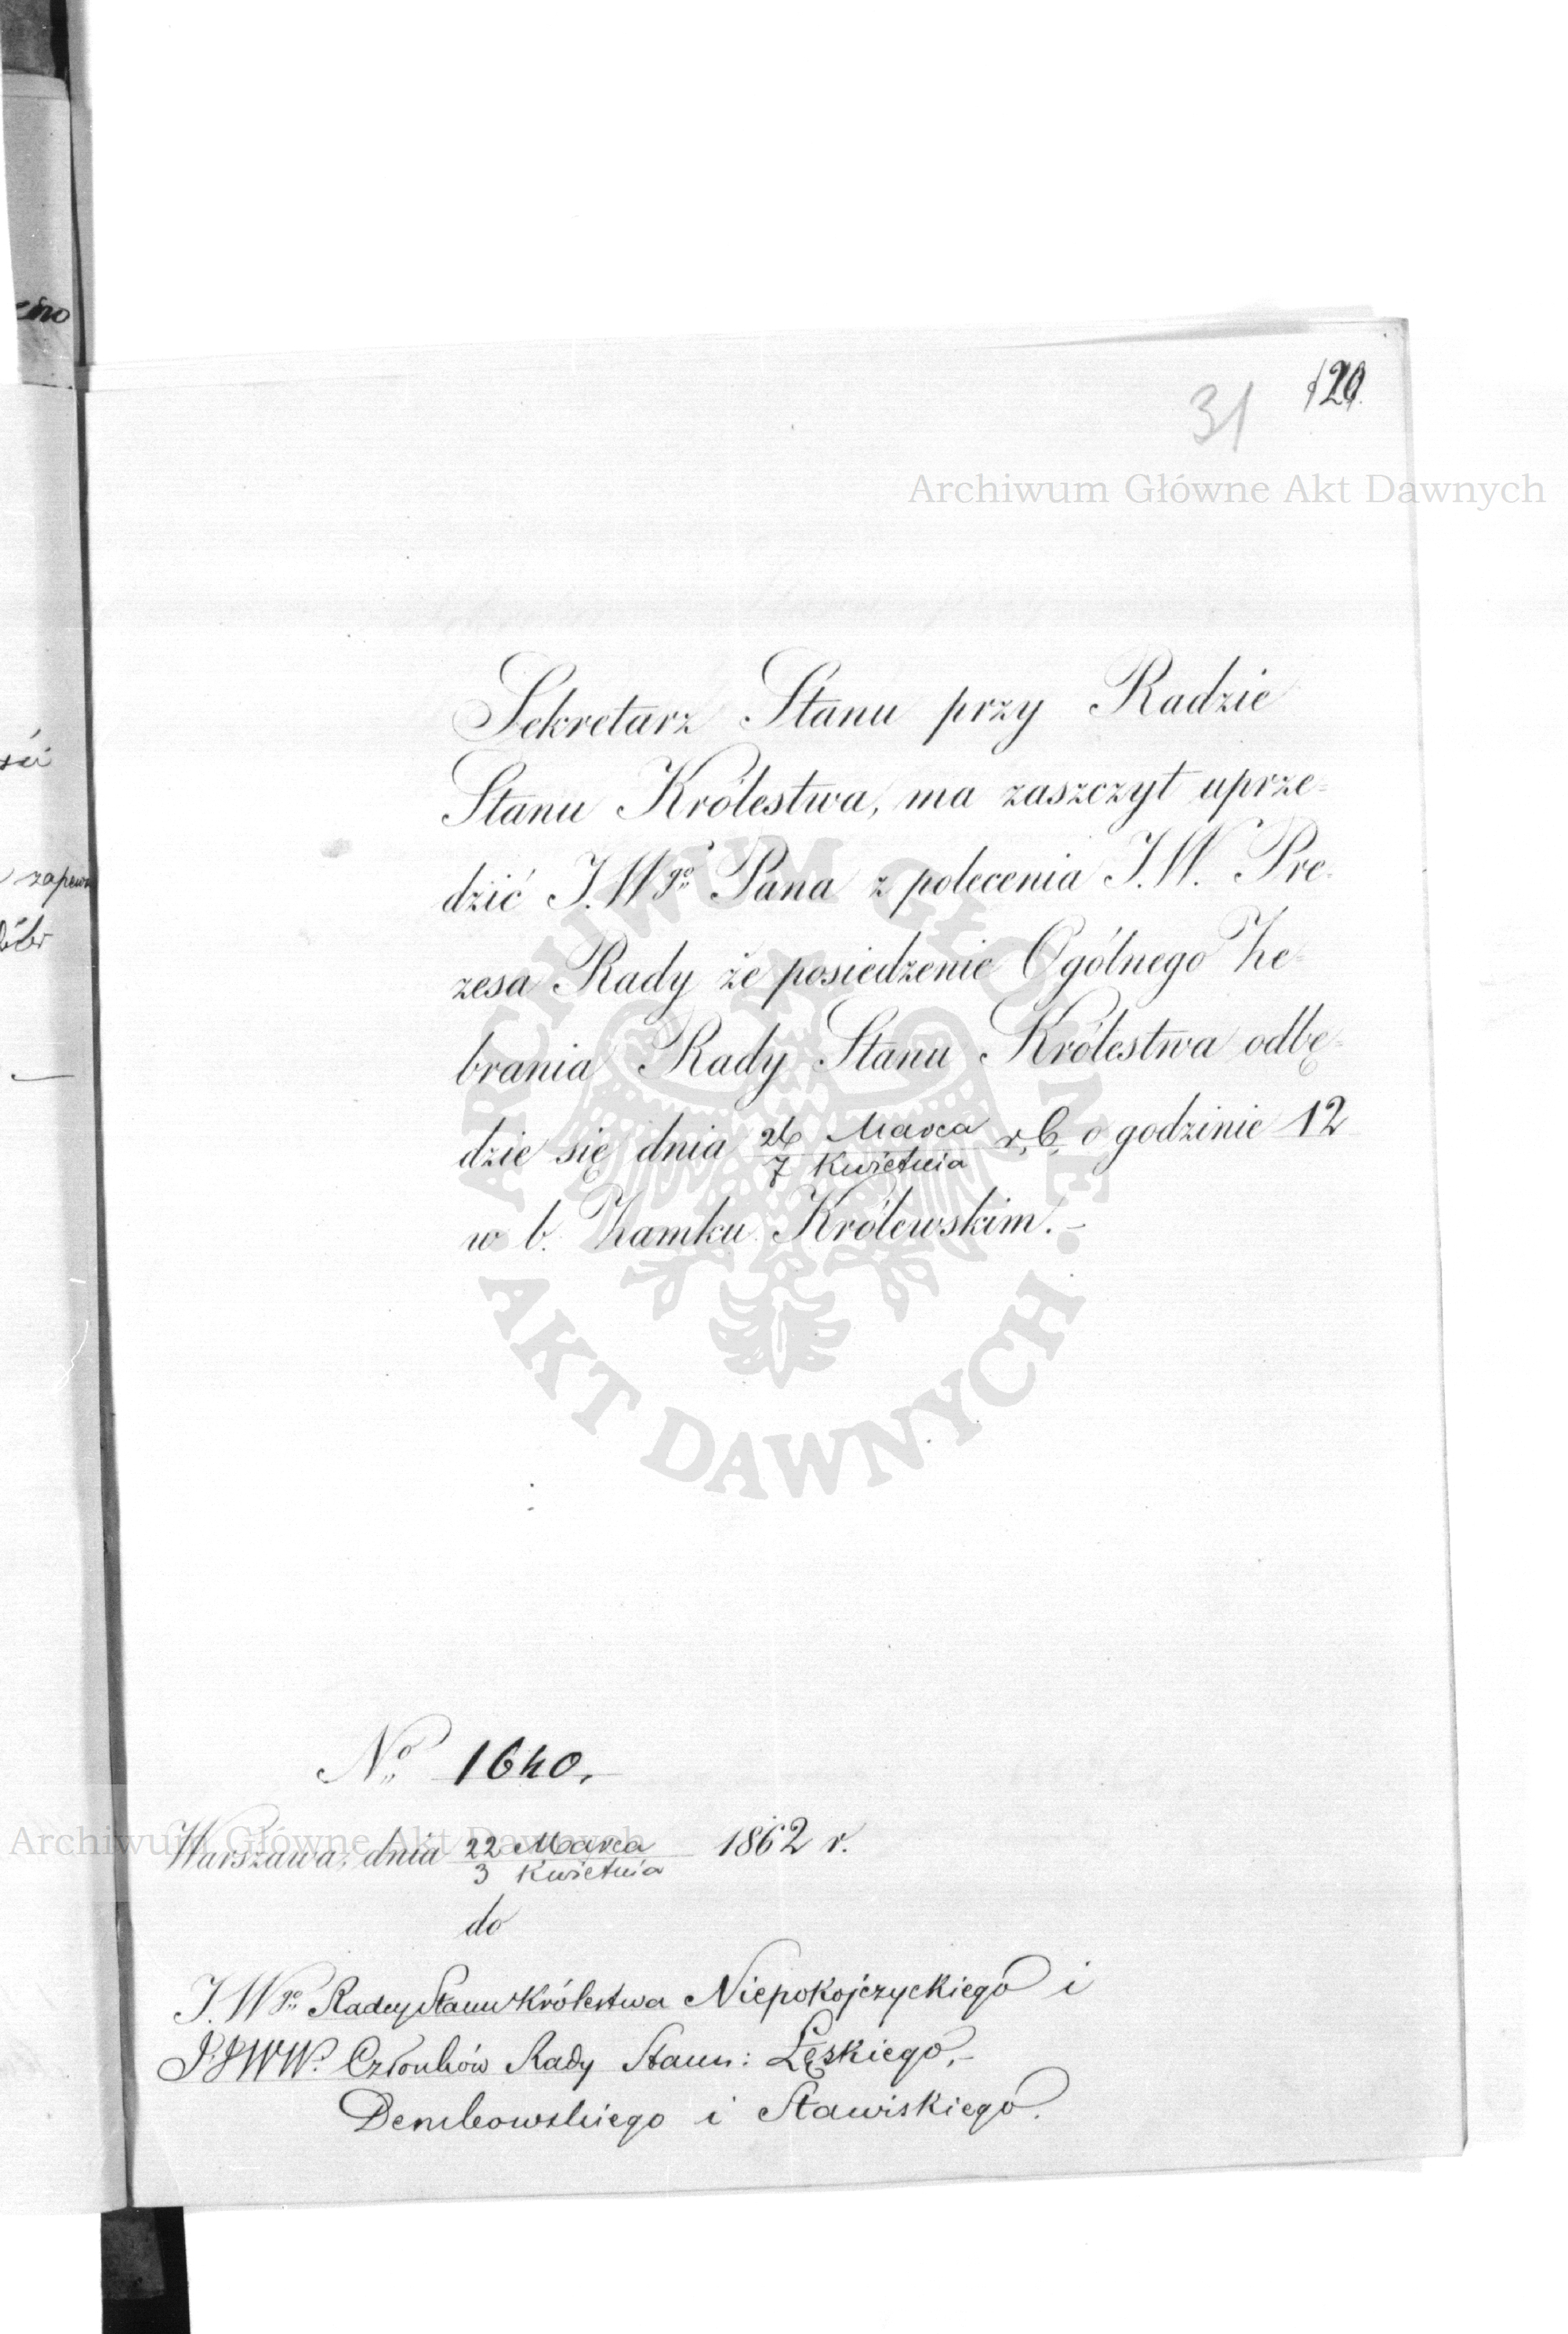 31 120.
Archiwum Główne Akt Dawnych
Sekretarz Stanu przy Radzie
Stanu Królestwa, ma zaszczyt uprze=
dzić J.Wgo Pana z polecenia J.W. Pre=
zesa Rady że posiedzenie Ogólnego Ze=
brania Rady Stanu Królestwa odbę=
dzie się dnia 26 Marca r. b. o godzinie 12
7 Kwietnia
w b. Zamku Królewskim.-
ARCHIWUM GŁÓWNE
AKT DAWNYCH
No 1640.
Warszawa, dnia 22 Marca 1862 r.
3 Kwietnia
Archiwum Główne Akt Dawnych
do
J.Wgo Radcy Stanu Królestwa Niepokojczyckiego i
J.J.W.W. Członków Rady Stanu: Łęskiego,-
Dembowskiego i Stawiskiego.
zapewn